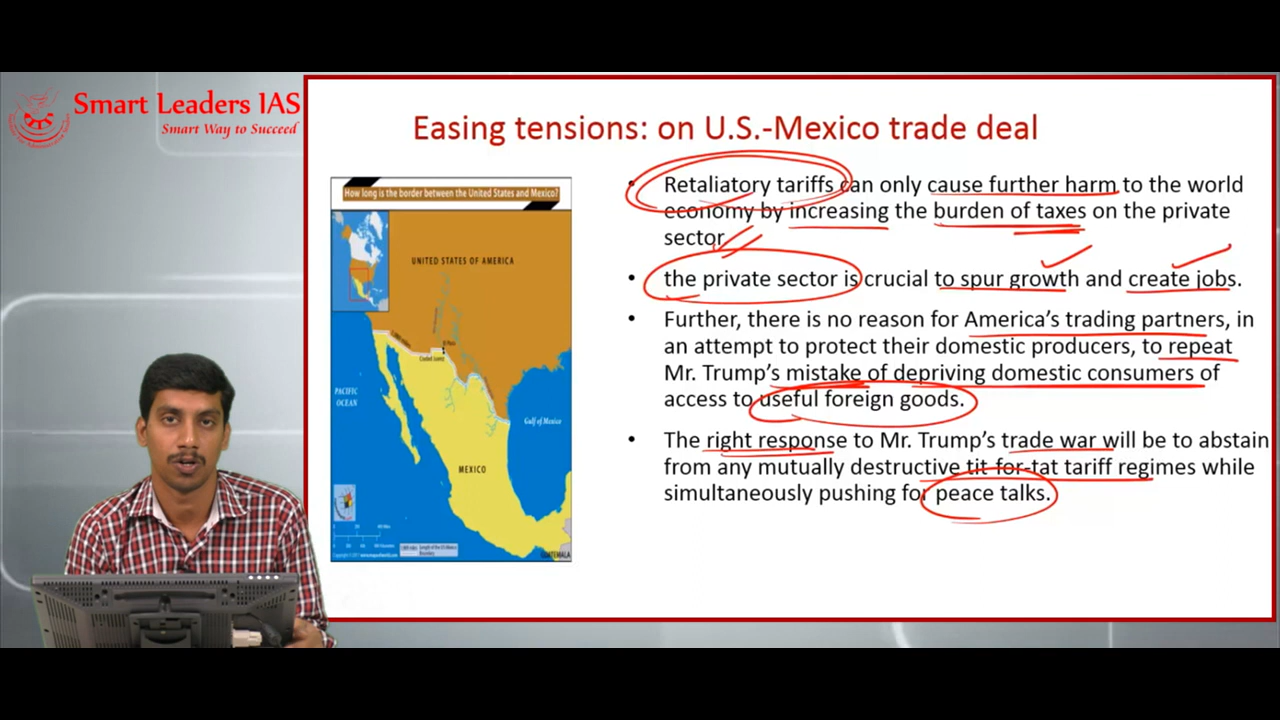 Smart Leaders IAS
Smart Way to Succeed
Easing tensions: on U.S.-Mexico trade deal
How long is the border between the United States and Mexico?
UNITED STATES OF AMERICA
El Paso
Ciudad Juarez
PACIFIC
OCEAN
Gulf of Mexico
MEXICO
GUATEMALA
• Retaliatory tariffs can only cause further harm to the world
economy by increasing the burden of taxes on the private
sector.
• the private sector is crucial to spur growth and create jobs.
• Further, there is no reason for America's trading partners, in
an attempt to protect their domestic producers, to repeat
Mr. Trump's mistake of depriving domestic consumers of
access to useful foreign goods.
• The right response to Mr. Trump's trade war will be to abstain
from any mutually destructive tit-for-tat tariff regimes while
simultaneously pushing for peace talks.